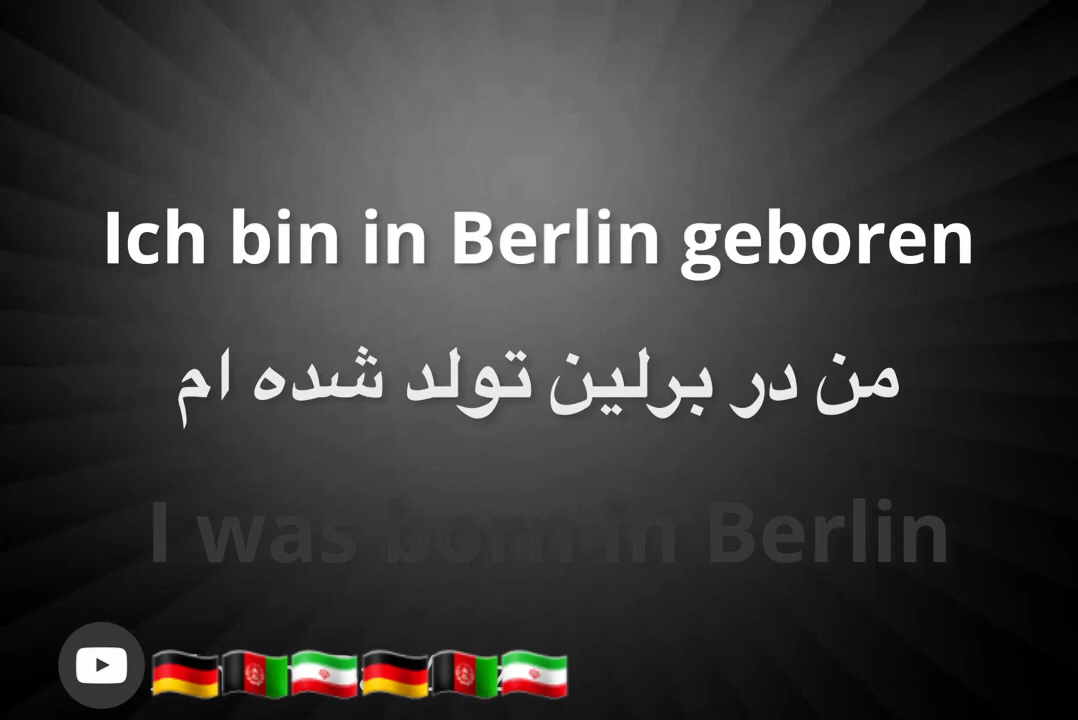 Ich bin in Berlin geboren
من در برلین تولد شده ام
I was born in Berlin